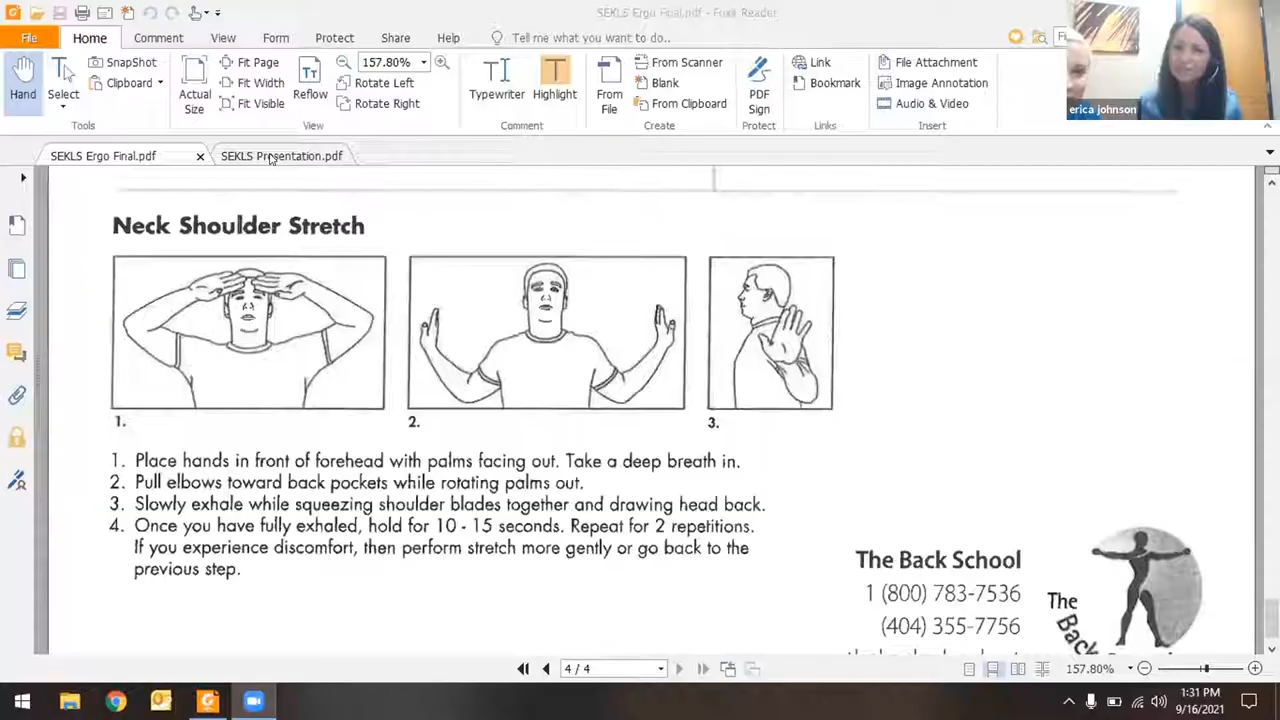 SEKLS Ergo Final.pdf - Foxit Reader
File Home Comment View Form Protect Share Help Tell me what you want to do..
SnapShot
Clipboard
Hand
Select
Tools
Actual Size
Fit Page
Fit Width
Fit Visible
Reflow
157.80%
Rotate Left
Rotate Right
View
Typewriter
Highlight
Comment
From File
From Scanner
Blank
From Clipboard
Create
PDF Sign
Protect
Link
Bookmark
Links
File Attachment
Image Annotation
Audio & Video
Insert
erica johnson
SEKLS Ergo Final.pdf
SEKLS Presentation.pdf
Neck Shoulder Stretch
1.
2.
3.
1. Place hands in front of forehead with palms facing out. Take a deep breath in.
2. Pull elbows toward back pockets while rotating palms out.
3. Slowly exhale while squeezing shoulder blades together and drawing head back.
4. Once you have fully exhaled, hold for 10 - 15 seconds. Repeat for 2 repetitions.
If you experience discomfort, then perform stretch more gently or go back to the
previous step.
The Back School
1 (800) 783-7536
(404) 355-7756
The
Back
4 / 4
157.80%
1:31 PM
9/16/2021